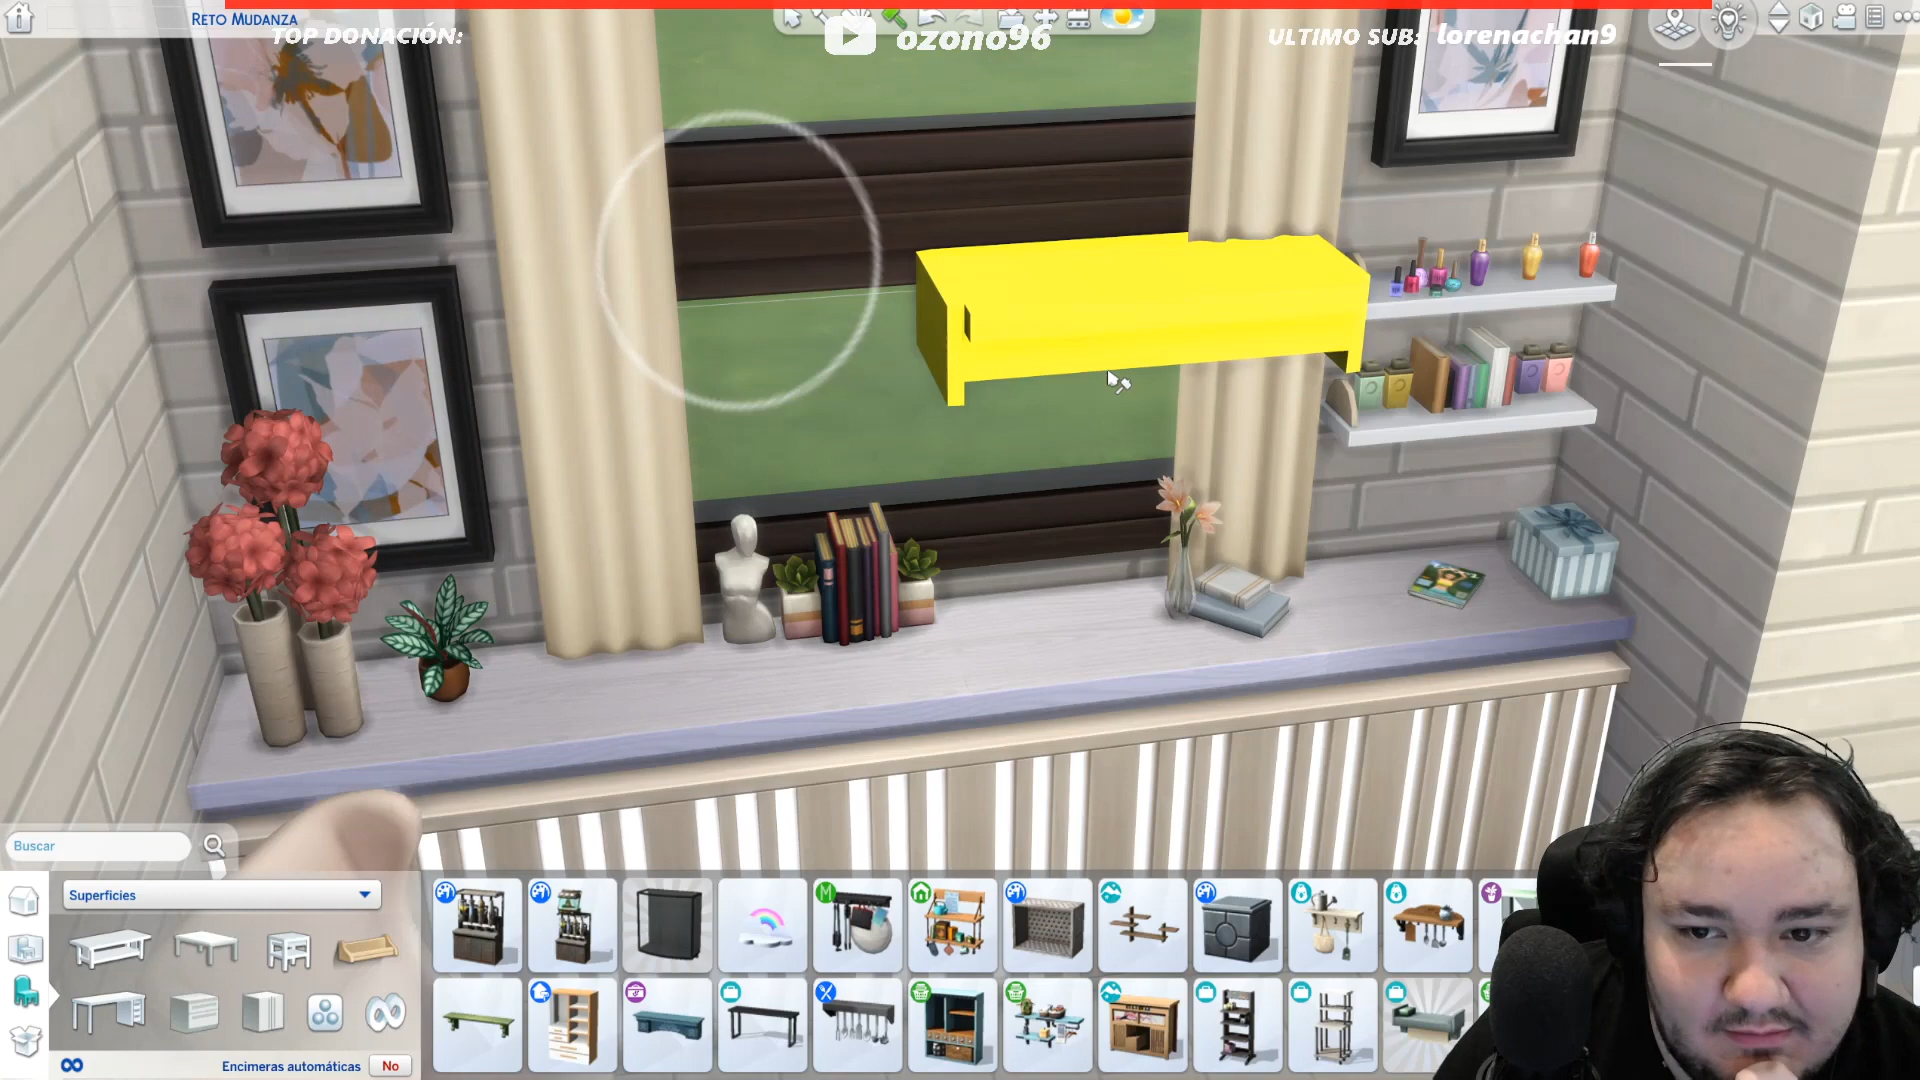 RETO MUDANZA
TOP DONACIÓN:
ozono96
ULTIMO SUB: lorenachan9
Buscar
Superficies
Encimeras automáticas No